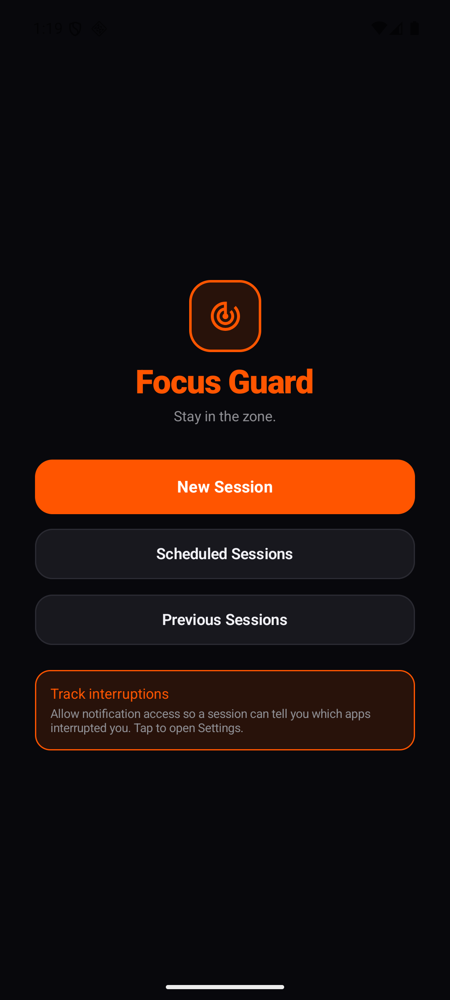 1:19
Focus Guard
Stay in the zone.
New Session
Scheduled Sessions
Previous Sessions
Track interruptions
Allow notification access so a session can tell you which apps
interrupted you. Tap to open Settings.